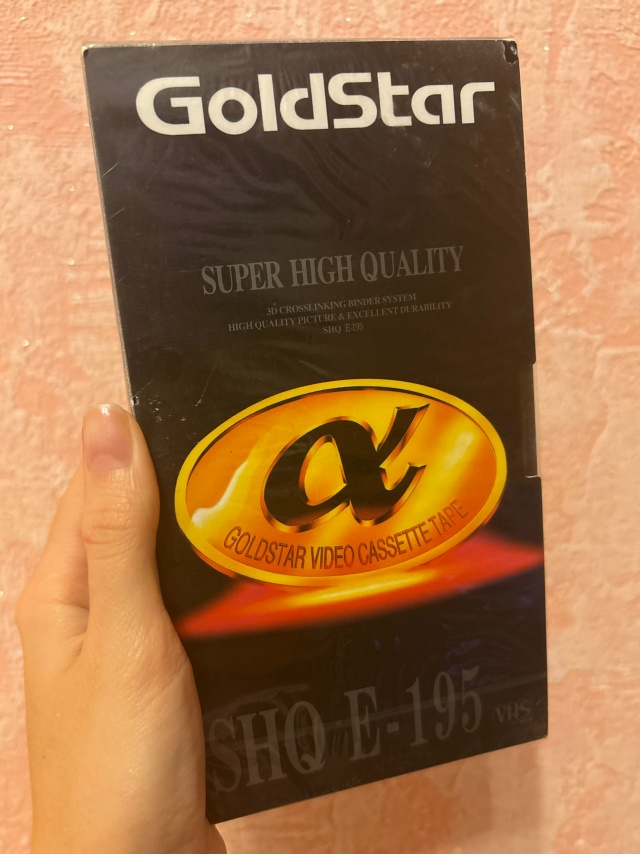 GoldStar
SUPER HIGH QUALITY
3D CROSSLINKING BINDER SYSTEM
HIGH QUALITY PICTURE & EXCELLENT DURABILITY
SHQ E-195
α
GOLDSTAR VIDEO CASSETTE TAPE
SHQ E-195 VHS